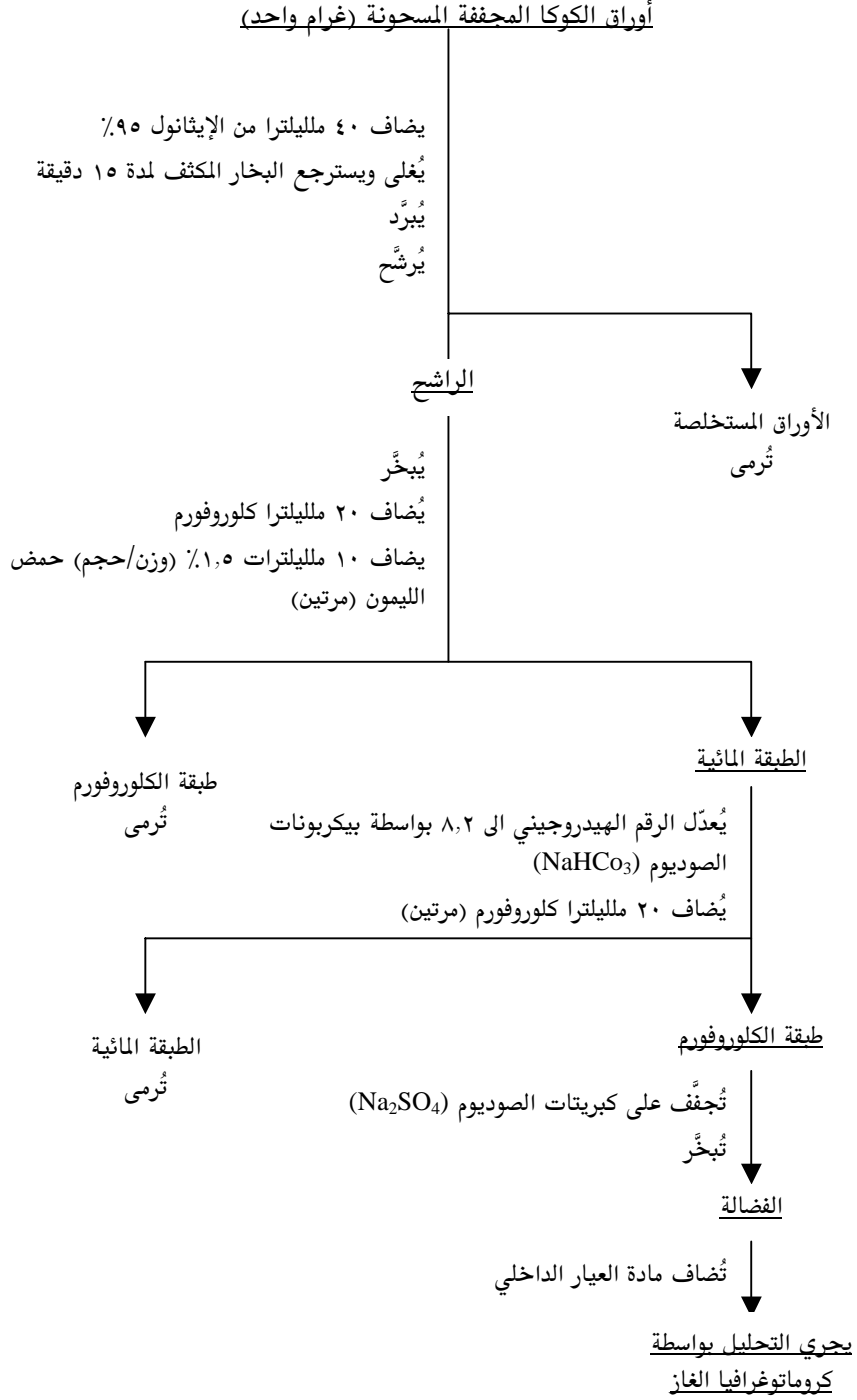 أوراق الكوكا المجففة المسحونة (غرام واحد)
يضاف ٤٠ ملليلترا من الإيثانول ٩٥٪
يُغلى ويسترجع البخار المكثف لمدة ١٥ دقيقة
يُبرَّد
يُرشَّح
الراشح
الأوراق المستخلصة
تُرمى
يُبخَّر
يُضاف ٢٠ ملليلترا كلوروفورم
يضاف ١٠ ملليلترات ١,٥٪ (وزن/حجم) حمض
الليمون (مرتين)
الطبقة المائية
طبقة الكلوروفورم
تُرمى
يُعدّل الرقم الهيدروجيني الى ٨,٢ بواسطة بيكربونات
الصوديوم (NaHCo₃)
يُضاف ٢٠ ملليلترا كلوروفورم (مرتين)
طبقة الكلوروفورم
الطبقة المائية
تُرمى
تُجفَّف على كبريتات الصوديوم (Na₂SO₄)
تُبخَّر
الفضالة
تُضاف مادة العيار الداخلي
يجري التحليل بواسطة
كروماتوغرافيا الغاز